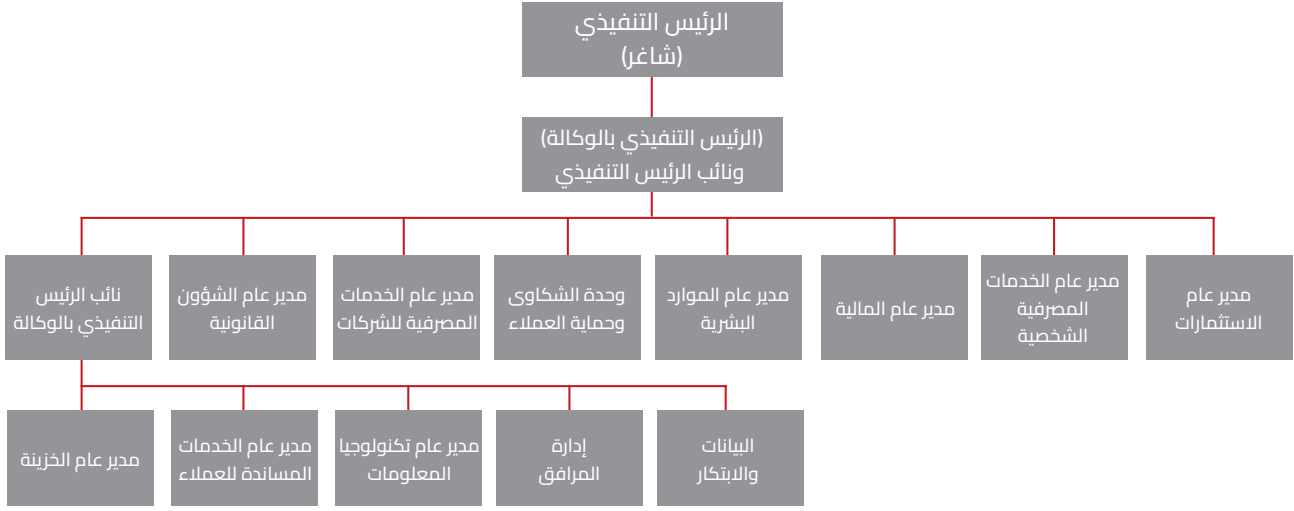 الرئيس التنفيذي
(شاغر)
(الرئيس التنفيذي بالوكالة)
ونائب الرئيس التنفيذي
مدير عام
الاستثمارات
مدير عام الخدمات
المصرفية
الشخصية
مدير عام المالية
مدير عام الموارد
البشرية
وحدة الشكاوى
وحماية العملاء
مدير عام الخدمات
المصرفية للشركات
مدير عام الشؤون
القانونية
نائب الرئيس
التنفيذي بالوكالة
البيانات
والابتكار
إدارة
المرافق
مدير عام تكنولوجيا
المعلومات
مدير عام الخدمات
المساندة للعملاء
مدير عام الخزينة